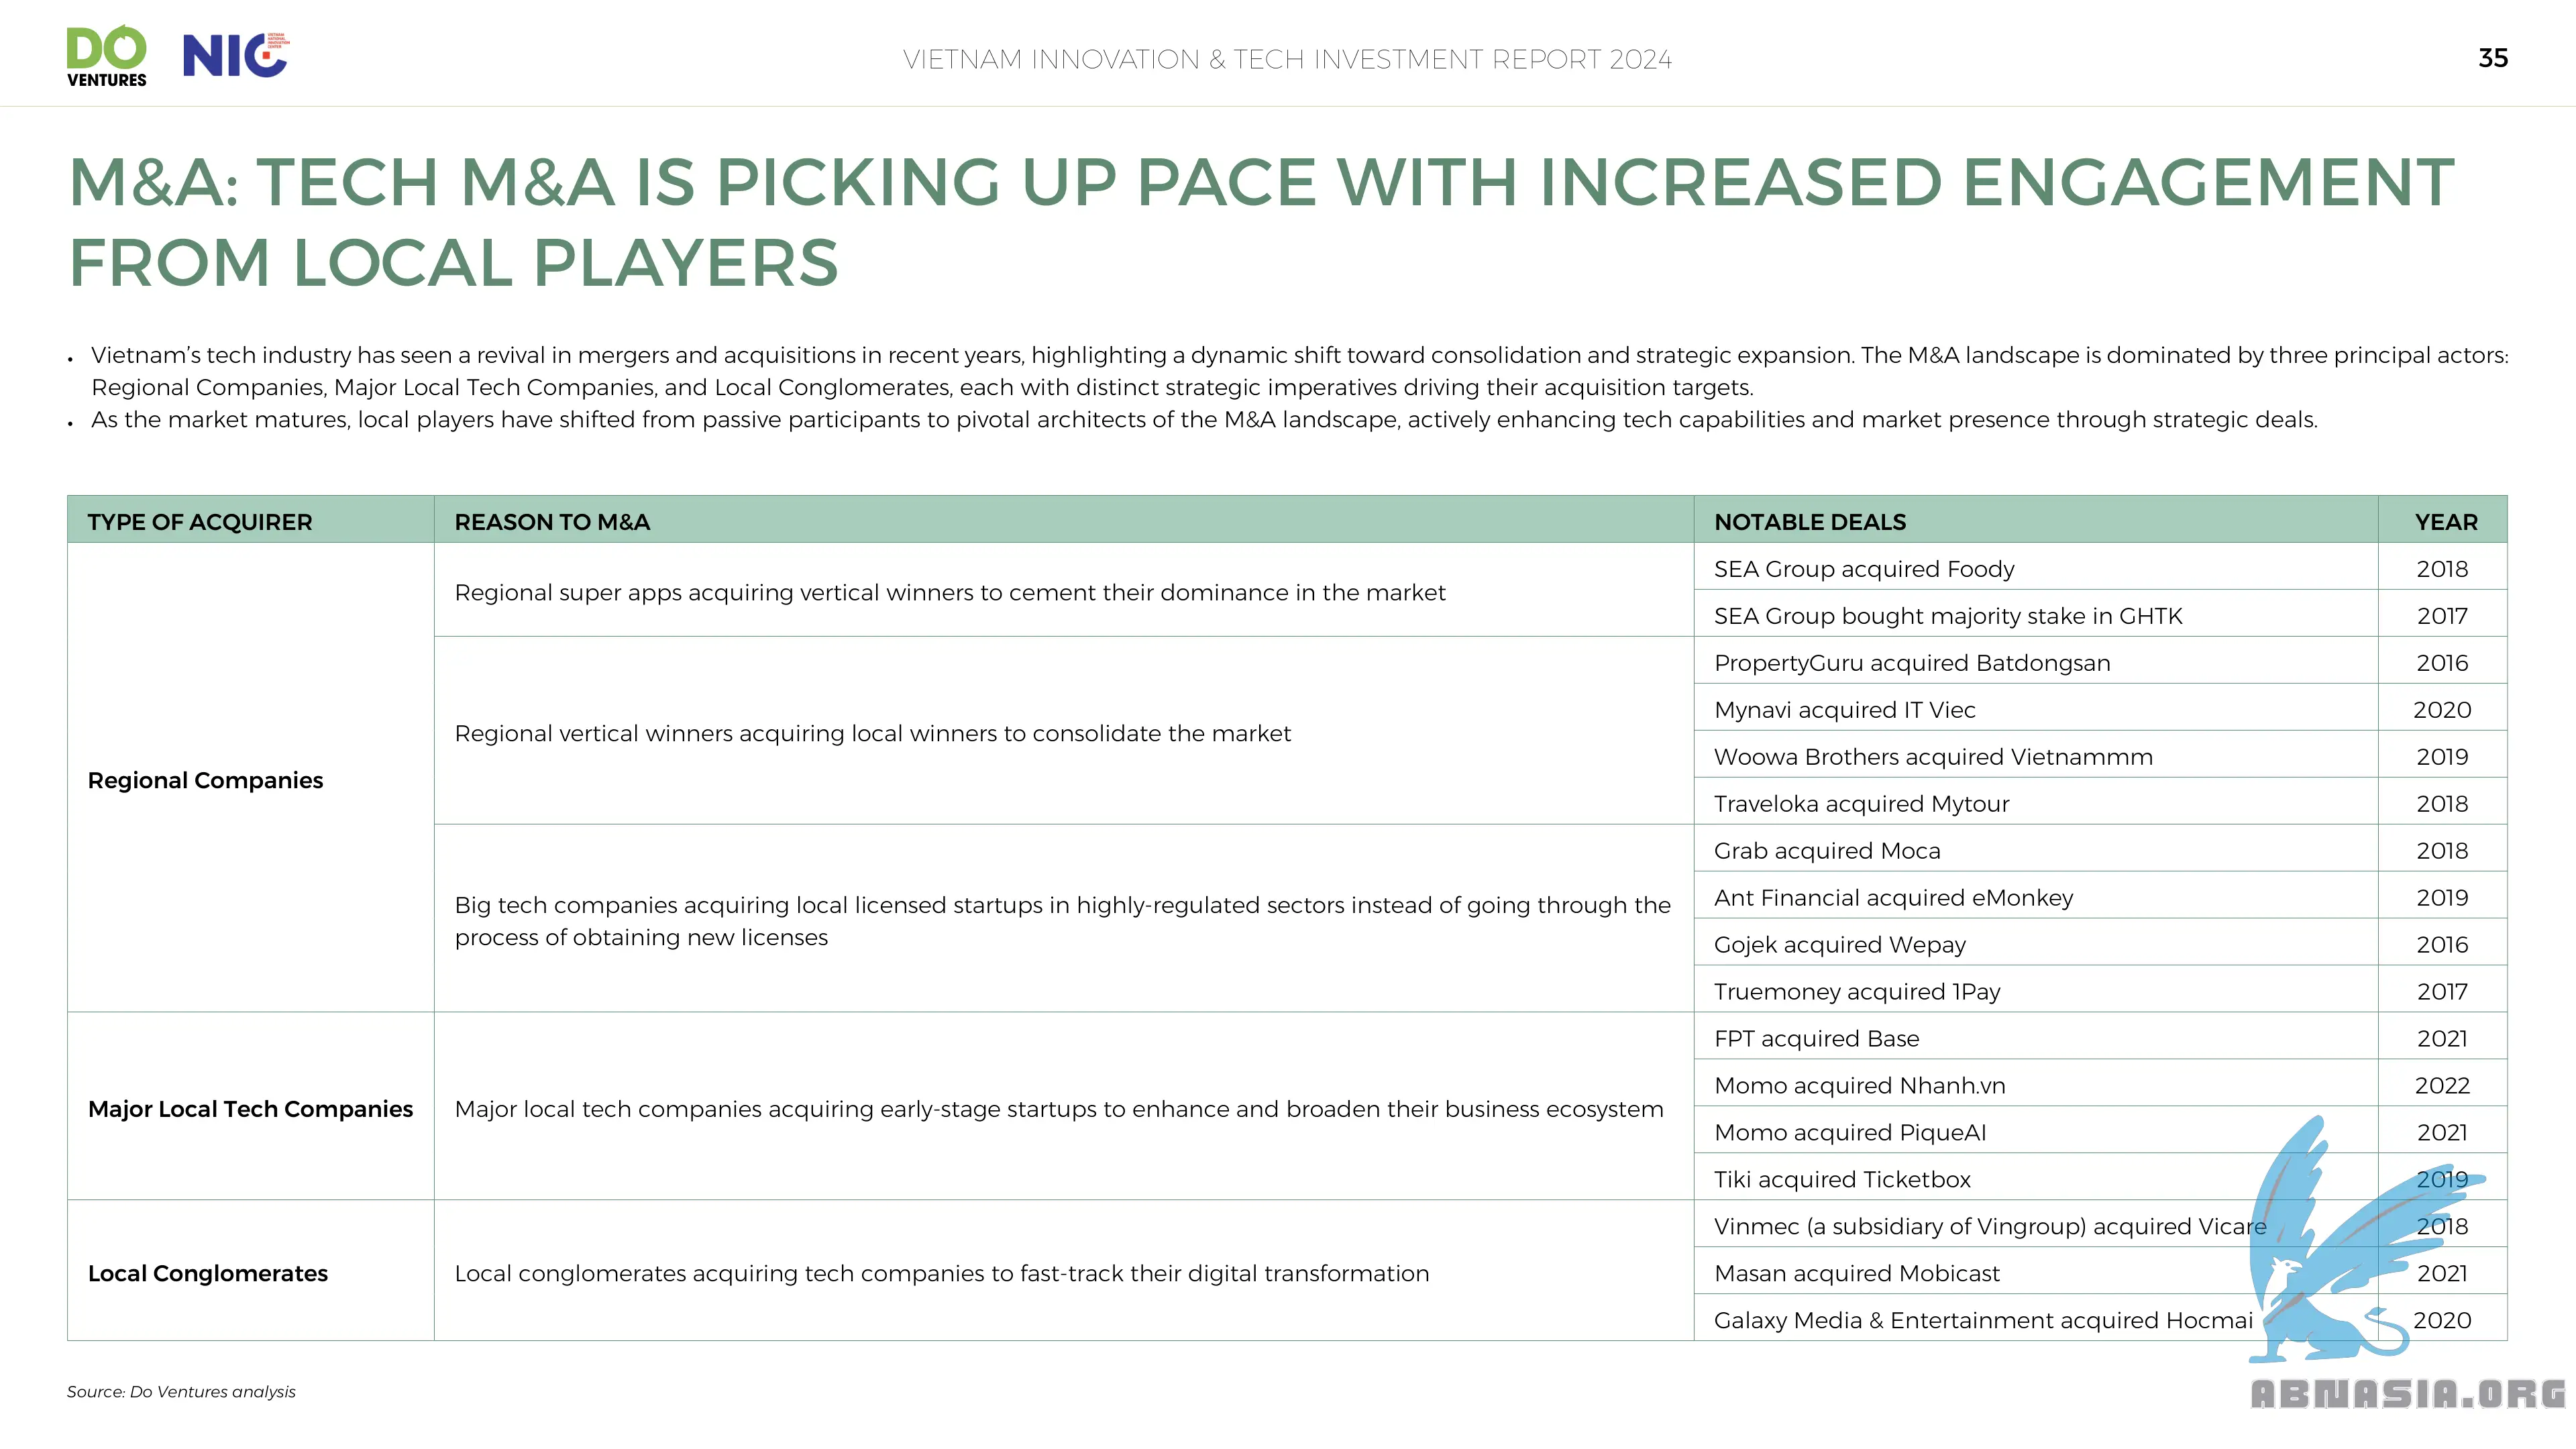 DO
VENTURES
NIC
VIETNAM
NATIONAL
INNOVATION
CENTER
VIETNAM INNOVATION & TECH INVESTMENT REPORT 2024
35
M&A: TECH M&A IS PICKING UP PACE WITH INCREASED ENGAGEMENT
FROM LOCAL PLAYERS
• Vietnam's tech industry has seen a revival in mergers and acquisitions in recent years, highlighting a dynamic shift toward consolidation and strategic expansion. The M&A landscape is dominated by three principal actors:
Regional Companies, Major Local Tech Companies, and Local Conglomerates, each with distinct strategic imperatives driving their acquisition targets.
• As the market matures, local players have shifted from passive participants to pivotal architects of the M&A landscape, actively enhancing tech capabilities and market presence through strategic deals.
TYPE OF ACQUIRER REASON TO M&A NOTABLE DEALS YEAR
Regional Companies
Regional super apps acquiring vertical winners to cement their dominance in the market
SEA Group acquired Foody 2018
SEA Group bought majority stake in GHTK 2017
Regional vertical winners acquiring local winners to consolidate the market
PropertyGuru acquired Batdongsan 2016
Mynavi acquired IT Viec 2020
Woowa Brothers acquired Vietnammm 2019
Traveloka acquired Mytour 2018
Big tech companies acquiring local licensed startups in highly-regulated sectors instead of going through the
process of obtaining new licenses
Grab acquired Moca 2018
Ant Financial acquired eMonkey 2019
Gojek acquired Wepay 2016
Truemoney acquired 1Pay 2017
Major Local Tech Companies
Major local tech companies acquiring early-stage startups to enhance and broaden their business ecosystem
FPT acquired Base 2021
Momo acquired Nhanh.vn 2022
Momo acquired PiqueAI 2021
Tiki acquired Ticketbox 2019
Local Conglomerates
Local conglomerates acquiring tech companies to fast-track their digital transformation
Vinmec (a subsidiary of Vingroup) acquired Vicare 2018
Masan acquired Mobicast 2021
Galaxy Media & Entertainment acquired Hocmai 2020
Source: Do Ventures analysis
ABNASIA.ORG